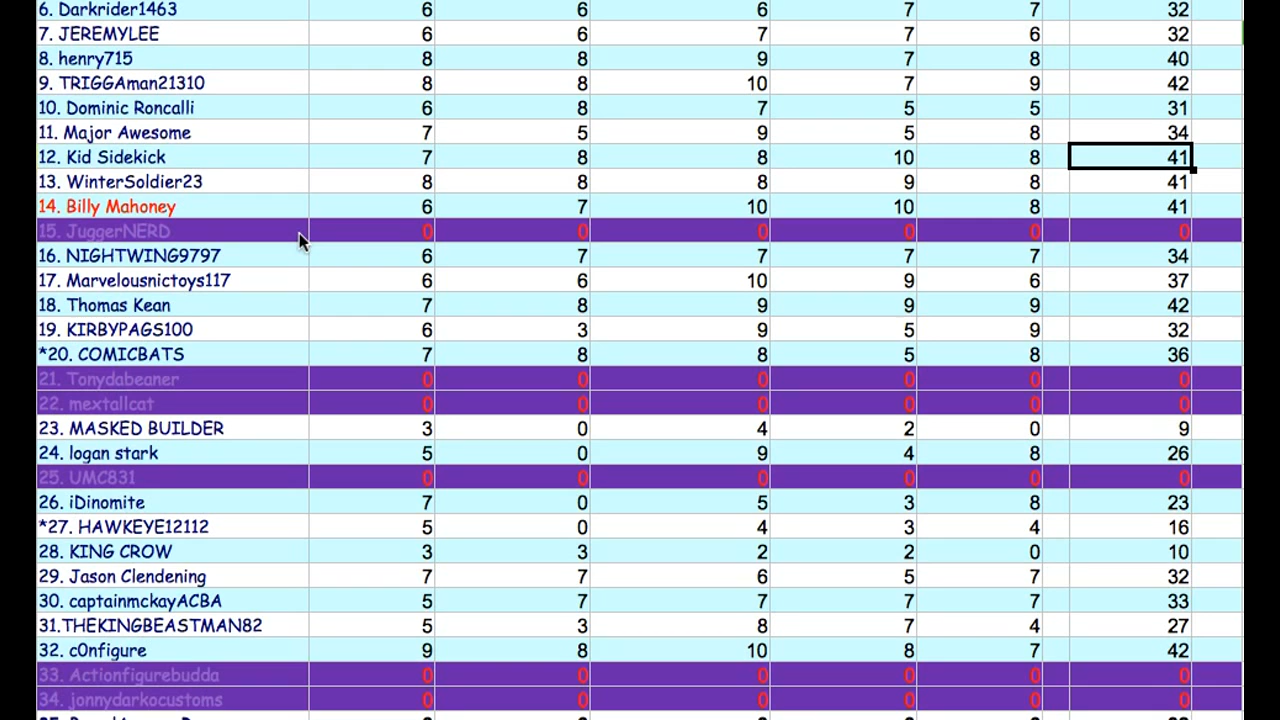 6. Darkrider1463 6 6 6 7 7 32
7. JEREMYLEE 6 6 7 7 6 32
8. henry715 8 8 9 7 8 40
9. TRIGGAman21310 8 8 10 7 9 42
10. Dominic Roncalli 6 8 7 5 5 31
11. Major Awesome 7 5 9 5 8 34
12. Kid Sidekick 7 8 8 10 8 41
13. WinterSoldier23 8 8 8 9 8 41
14. Billy Mahoney 6 7 10 10 8 41
15. JuggerNERD 0 0 0 0 0 0
16. NIGHTWING9797 6 7 7 7 7 34
17. Marvelousnictoys117 6 6 10 9 6 37
18. Thomas Kean 7 8 9 9 9 42
19. KIRBYPAGS100 6 3 9 5 9 32
*20. COMICBATS 7 8 8 5 8 36
21. Tonydabeaner 0 0 0 0 0 0
22. mextallcat 0 0 0 0 0 0
23. MASKED BUILDER 3 0 4 2 0 9
24. logan stark 5 0 9 4 8 26
25. UMC831 0 0 0 0 0 0
26. iDinomite 7 0 5 3 8 23
*27. HAWKEYE12112 5 0 4 3 4 16
28. KING CROW 3 3 2 2 0 10
29. Jason Clendening 7 7 6 5 7 32
30. captainmckayACBA 5 7 7 7 7 33
31.THEKINGBEASTMAN82 5 3 8 7 4 27
32. c0nfigure 9 8 10 8 7 42
33. Actionfigurebudda 0 0 0 0 0 0
34. jonnydarkocustoms 0 0 0 0 0 0